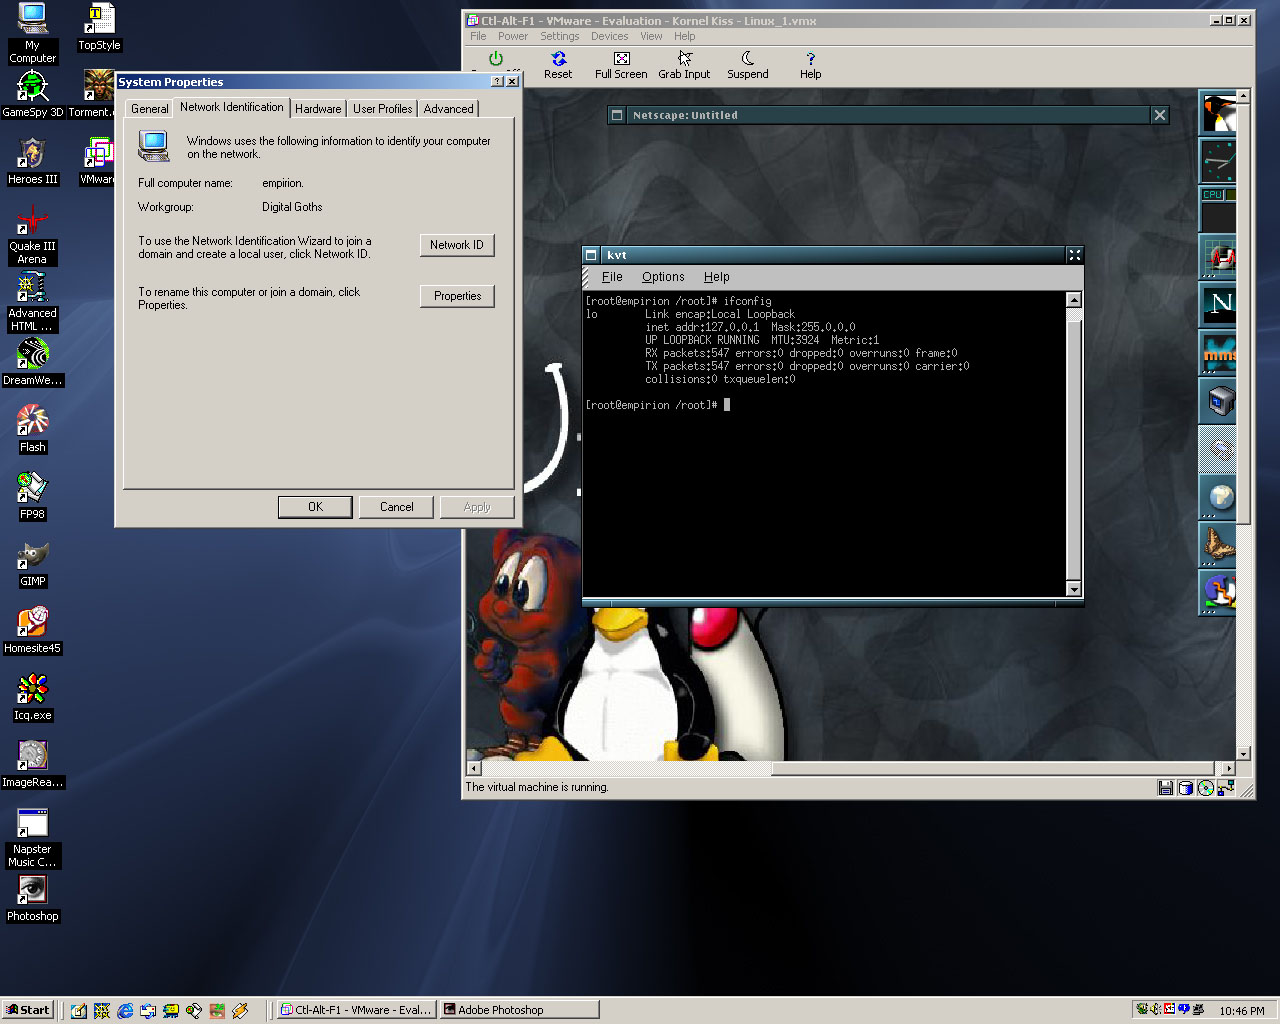 My
Computer
TopStyle
GameSpy 3D
Heroes III
Quake III
Arena
Advanced
HTML ...
DreamWe...
Flash
FP98
GIMP
Homesite45
Icq.exe
ImageRea...
Napster
Music C...
Photoshop
System Properties
General
Network Identification
Hardware
User Profiles
Advanced
Windows uses the following information to identify your computer
on the network.
Full computer name:
empirion.
Workgroup:
Digital Goths
To use the Network Identification Wizard to join a
domain and create a local user, click Network ID.
Network ID
To rename this computer or join a domain, click
Properties.
Properties
OK
Cancel
Apply
Ctl-Alt-F1 - VMware - Evaluation - Kornel Kiss - Linux_1.vmx
File Power Settings Devices View Help
Reset
Full Screen
Grab Input
Suspend
Help
Netscape: Untitled
CPU
N
mms
kvt
File Options Help
[root@empirion /root]# ifconfig
lo Link encap:Local Loopback
inet addr:127.0.0.1 Mask:255.0.0.0
UP LOOPBACK RUNNING MTU:3924 Metric:1
RX packets:547 errors:0 dropped:0 overruns:0 frame:0
TX packets:547 errors:0 dropped:0 overruns:0 carrier:0
collisions:0 txqueuelen:0
[root@empirion /root]#
The virtual machine is running.
Start
Ctl-Alt-F1 - VMware - Eval...
Adobe Photoshop
10:46 PM